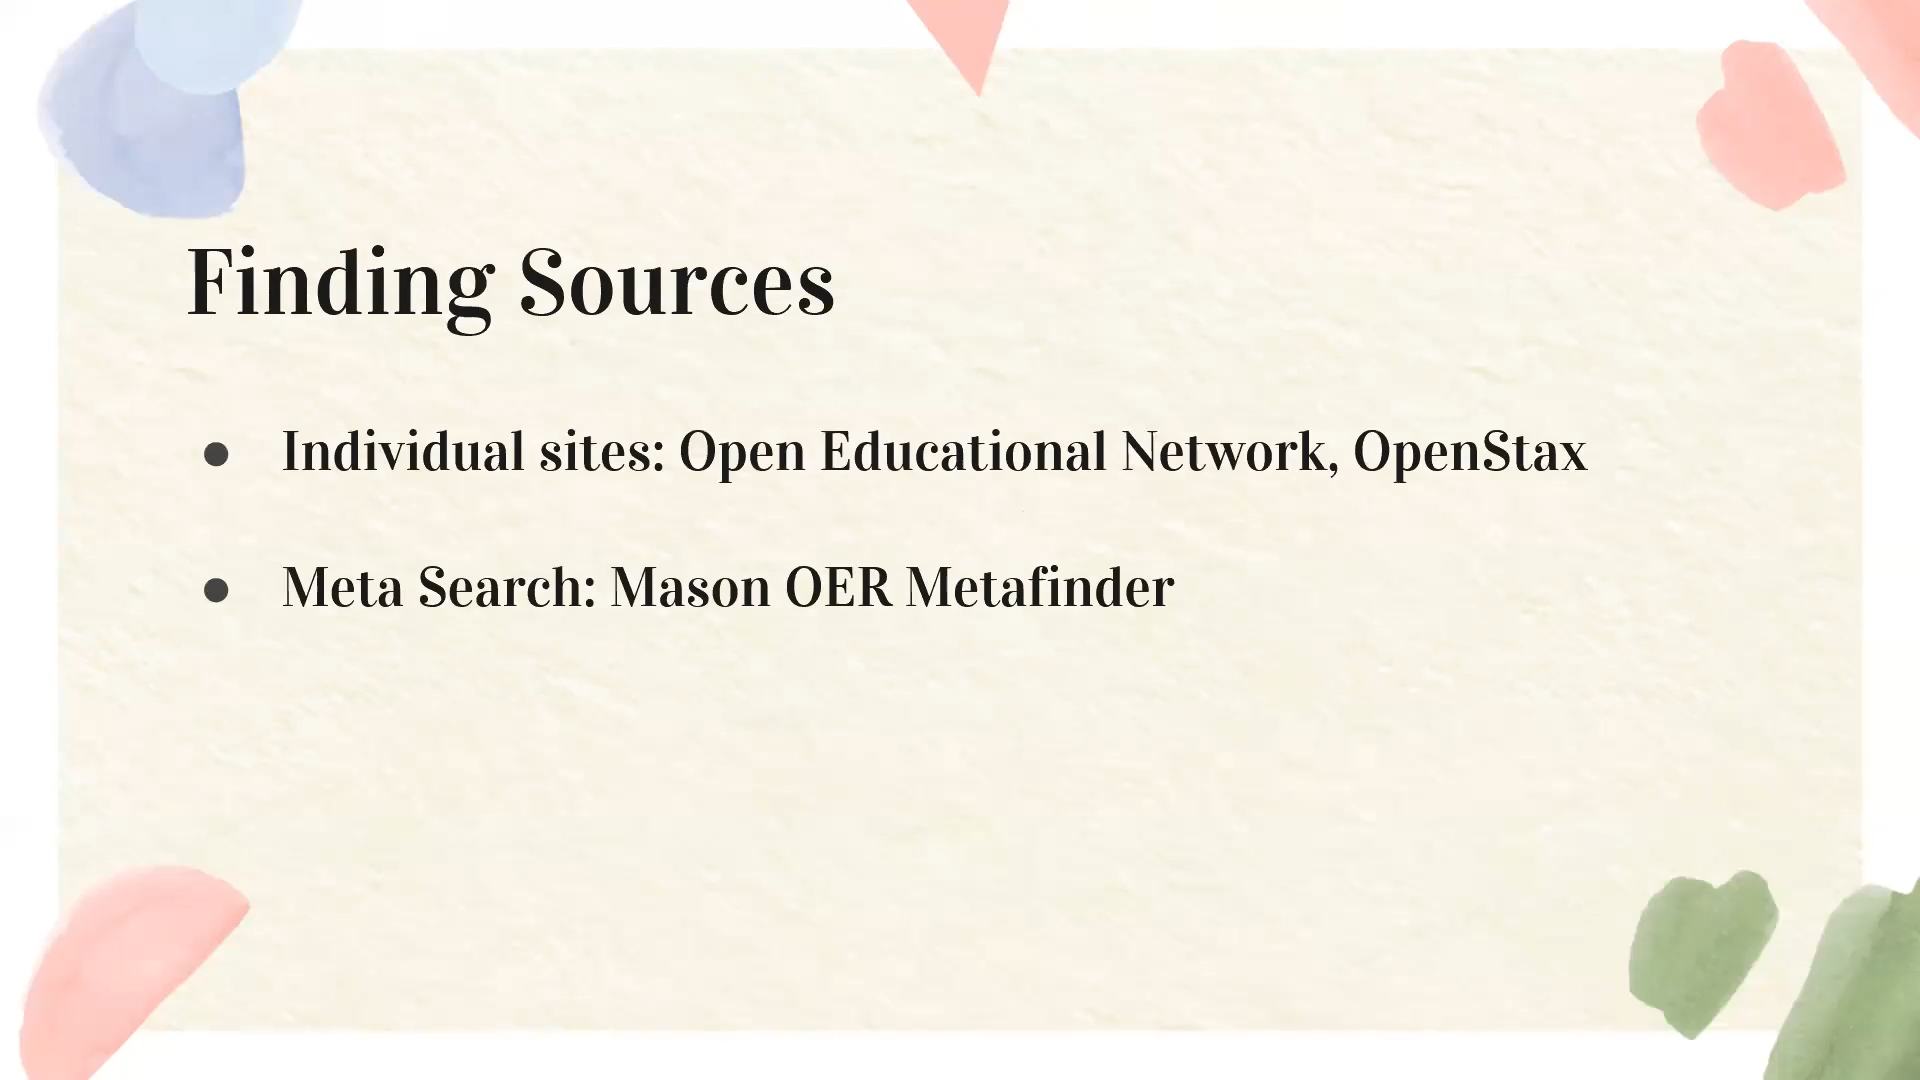 Finding Sources
● Individual sites: Open Educational Network, OpenStax
● Meta Search: Mason OER Metafinder